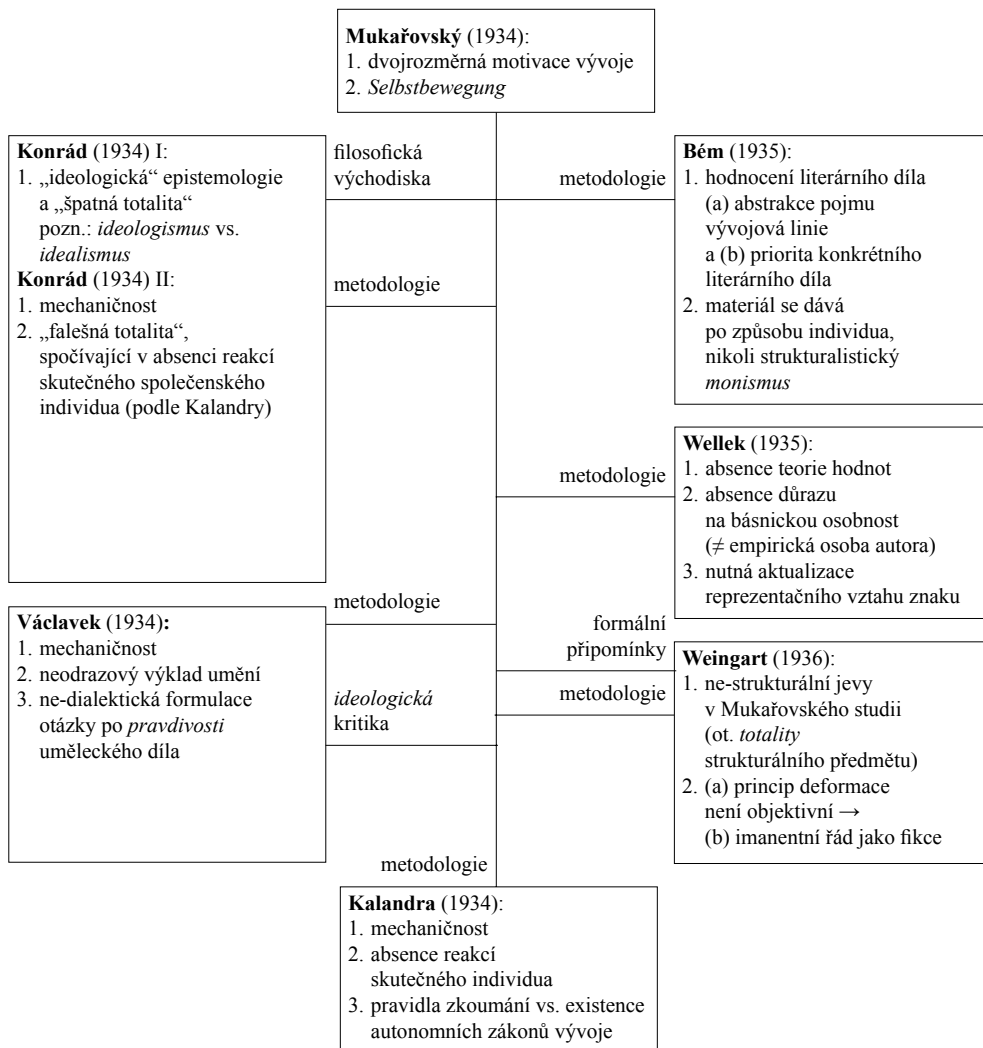 Mukařovský (1934):
1. dvojrozměrná motivace vývoje
2. Selbstbewegung
Konrád (1934) I:
1. „ideologická“ epistemologie
a „špatná totalita“
pozn.: ideologismus vs.
idealismus
Konrád (1934) II:
1. mechaničnost
2. „falešná totalita“,
spočívající v absenci reakcí
skutečného společenského
individua (podle Kalandry)
filosofická
východiska
metodologie
metodologie
Bém (1935):
1. hodnocení literárního díla
(a) abstrakce pojmu
vývojová linie
a (b) priorita konkrétního
literárního díla
2. materiál se dává
po způsobu individua,
nikoli strukturalistický
monismus
metodologie
Wellek (1935):
1. absence teorie hodnot
2. absence důrazu
na básnickou osobnost
(≠ empirická osoba autora)
3. nutná aktualizace
reprezentačního vztahu znaku
Václavek (1934):
1. mechaničnost
2. neodrazový výklad umění
3. ne-dialektická formulace
otázky po pravdivosti
uměleckého díla
metodologie
ideologická
kritika
formální
připomínky
metodologie
Weingart (1936):
1. ne-strukturální jevy
v Mukařovského studii
(ot. totality
strukturálního předmětu)
2. (a) princip deformace
není objektivní →
(b) imanentní řád jako fikce
metodologie
Kalandra (1934):
1. mechaničnost
2. absence reakcí
skutečného individua
3. pravidla zkoumání vs. existence
autonomních zákonů vývoje